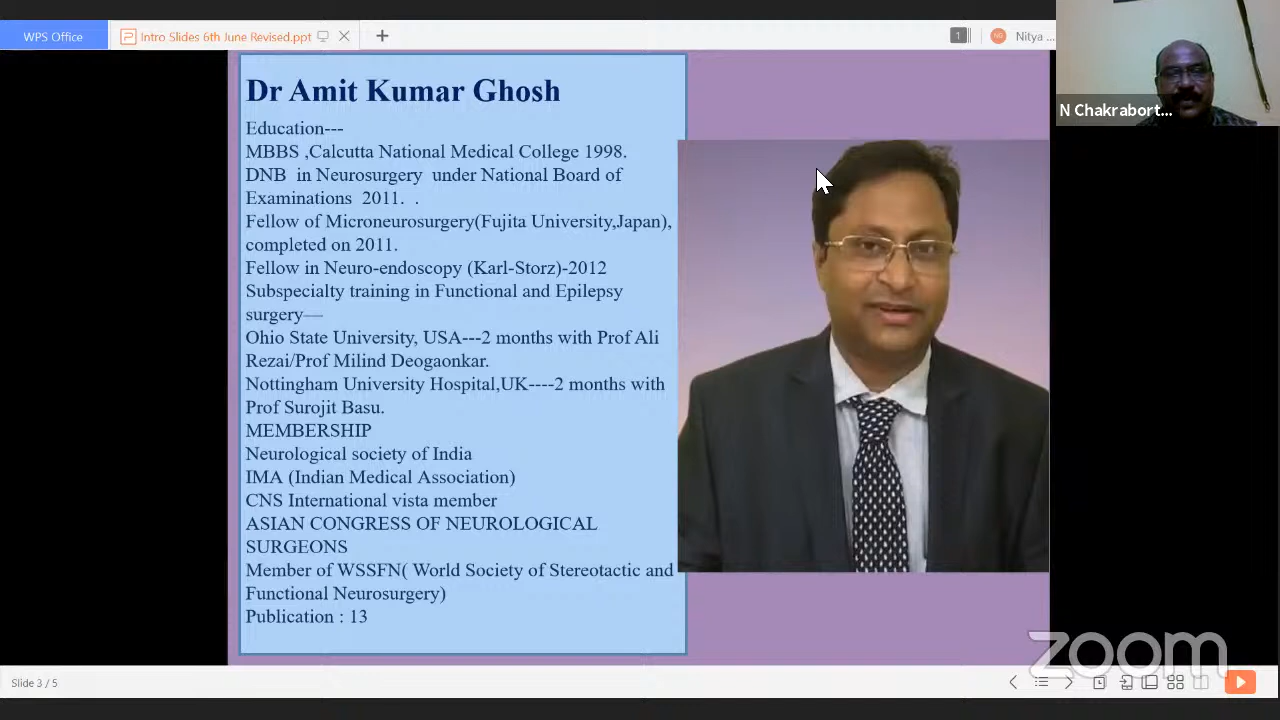 WPS Office
Intro Slides 6th June Revised.ppt
1
NG
Nitya ...
N Chakrabort...
Dr Amit Kumar Ghosh
Education---
MBBS ,Calcutta National Medical College 1998.
DNB in Neurosurgery under National Board of
Examinations 2011. .
Fellow of Microneurosurgery(Fujita University,Japan),
completed on 2011.
Fellow in Neuro-endoscopy (Karl-Storz)-2012
Subspecialty training in Functional and Epilepsy
surgery—
Ohio State University, USA---2 months with Prof Ali
Rezai/Prof Milind Deogaonkar.
Nottingham University Hospital,UK----2 months with
Prof Surojit Basu.
MEMBERSHIP
Neurological society of India
IMA (Indian Medical Association)
CNS International vista member
ASIAN CONGRESS OF NEUROLOGICAL
SURGEONS
Member of WSSFN( World Society of Stereotactic and
Functional Neurosurgery)
Publication : 13
zoom
Slide 3 / 5